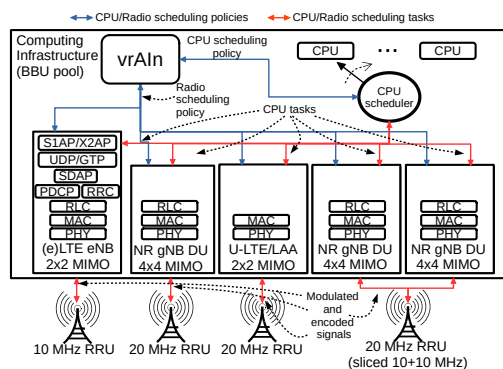 CPU/Radio scheduling policies
CPU/Radio scheduling tasks
Computing
Infrastructure
(BBU pool)
vrAIn
CPU scheduling
policy
CPU
...
CPU
CPU
scheduler
Radio
scheduling
policy
CPU tasks
S1AP/X2AP
UDP/GTP
SDAP
PDCP
RRC
RLC
MAC
PHY
(e)LTE eNB
2x2 MIMO
RLC
MAC
PHY
NR gNB DU
4x4 MIMO
MAC
PHY
U-LTE/LAA
2x2 MIMO
RLC
MAC
PHY
NR gNB DU
4x4 MIMO
RLC
MAC
PHY
NR gNB DU
4x4 MIMO
Modulated
and
encoded
signals
10 MHz RRU
20 MHz RRU
20 MHz RRU
20 MHz RRU
(sliced 10+10 MHz)